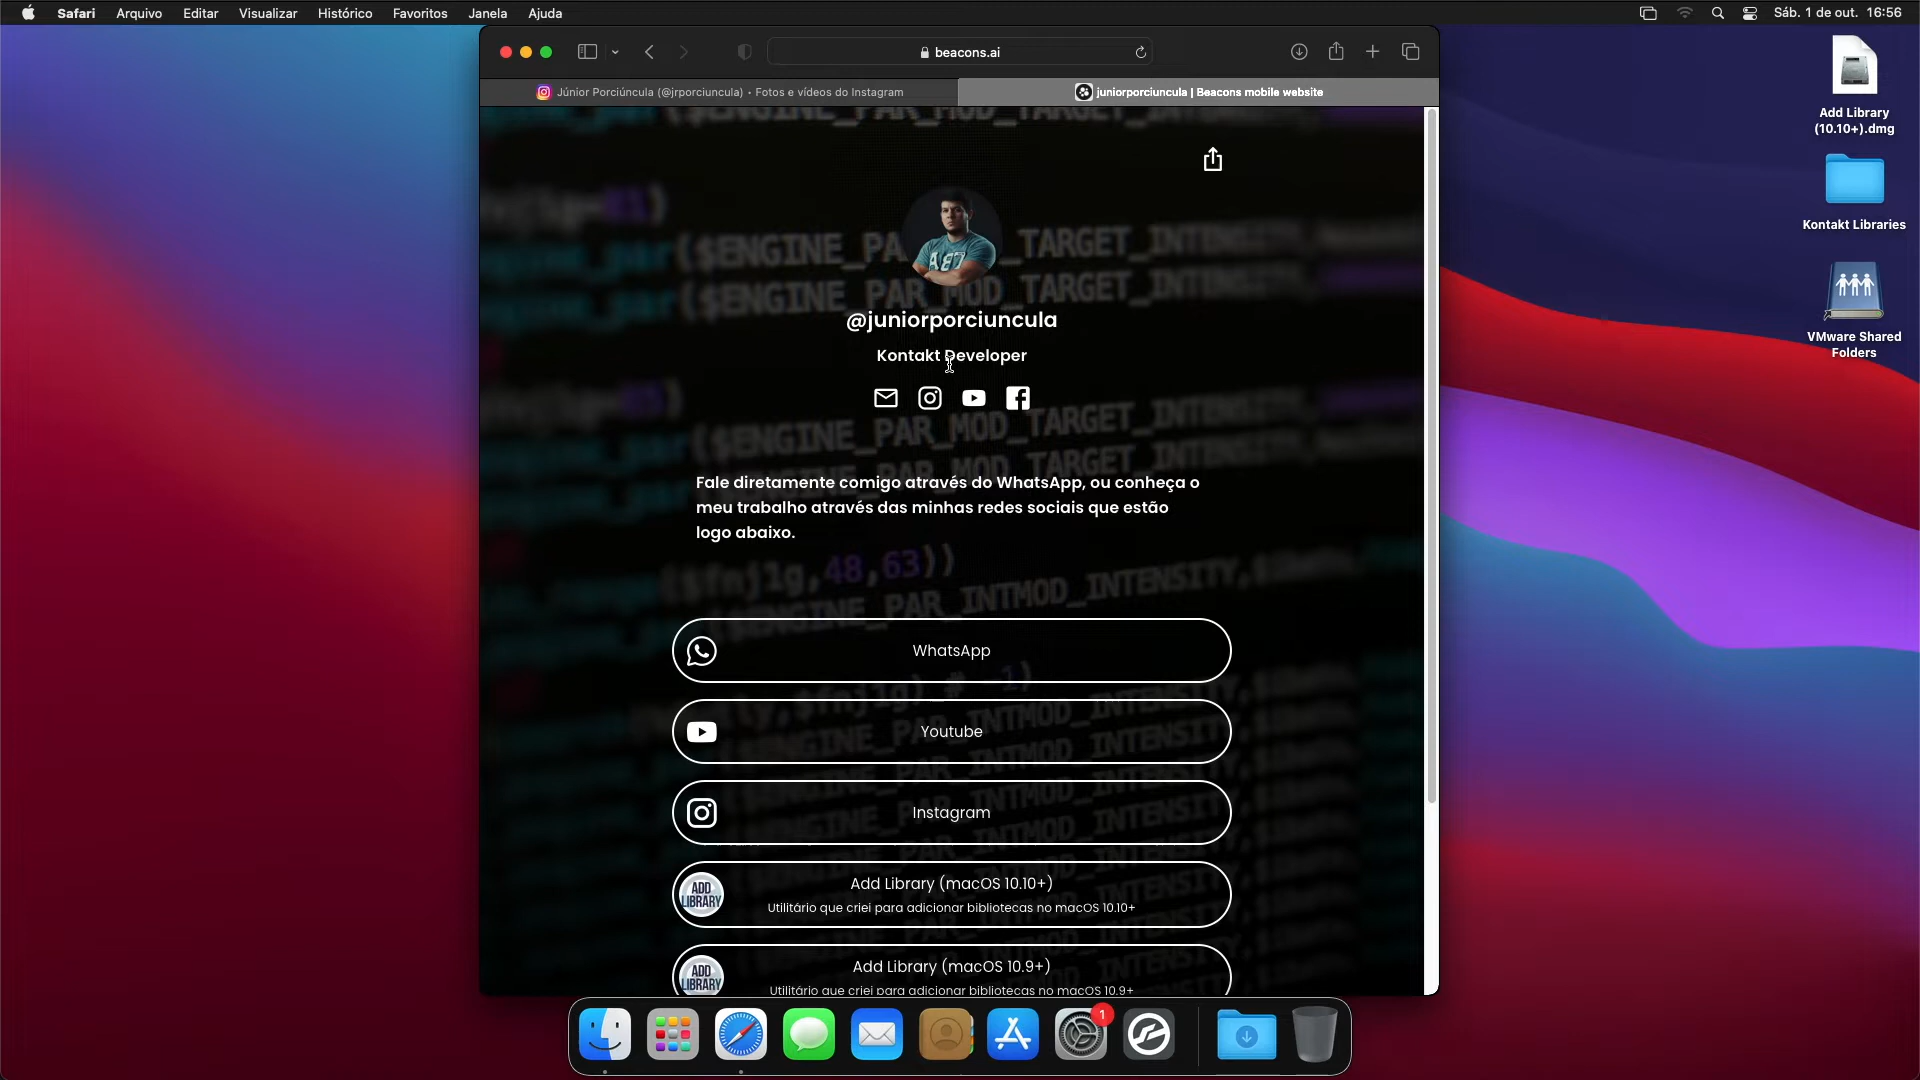 Safari Arquivo Editar Visualizar Histórico Favoritos Janela Ajuda
Sáb. 1 de out. 16:56
beacons.ai
Júnior Porciúncula (@jrporciuncula) • Fotos e vídeos do Instagram
juniorporciuncula | Beacons mobile website
Add Library
(10.10+).dmg
Kontakt Libraries
VMware Shared
Folders
@juniorporciuncula
Kontakt Developer
Fale diretamente comigo através do WhatsApp, ou conheça o
meu trabalho através das minhas redes sociais que estão
logo abaixo.
WhatsApp
Youtube
Instagram
ADD
LIBRARY
Add Library (macOS 10.10+)
Utilitário que criei para adicionar bibliotecas no macOS 10.10+
ADD
LIBRARY
Add Library (macOS 10.9+)
Utilitário que criei para adicionar bibliotecas no macOS 10.9+
1